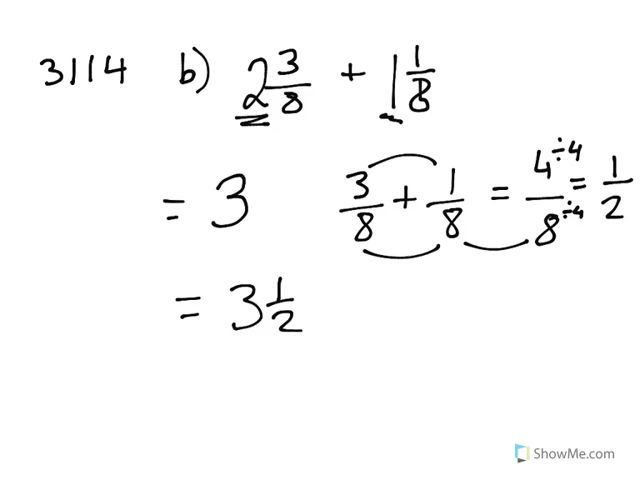 3114 b) 2 3/8 + 1 1/8
= 3 3/8 + 1/8 = 4÷4/8÷4 = 1/2
= 3 1/2
ShowMe.com